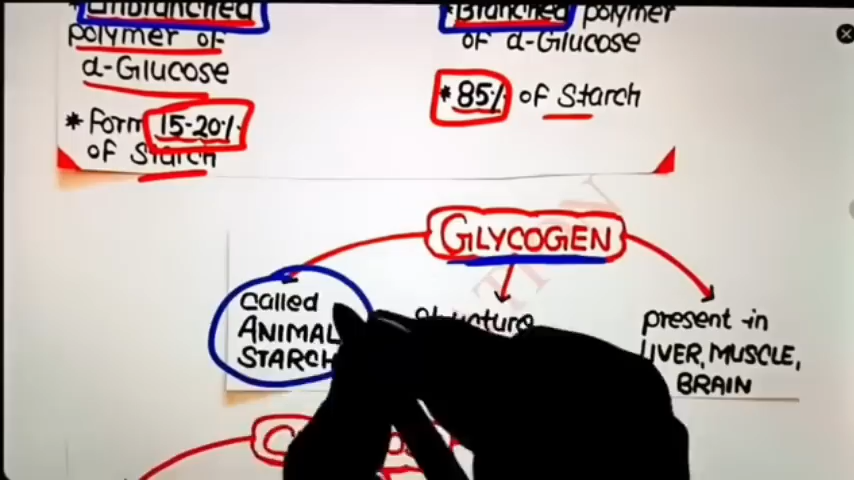 * Unbranched
polymer of
α-Glucose
* Form 15-20%
of Starch
* Branched polymer
of α-Glucose
* 85% of Starch
GLYCOGEN
called
ANIMAL
STARCH
structure
present in
LIVER, MUSCLE,
BRAIN